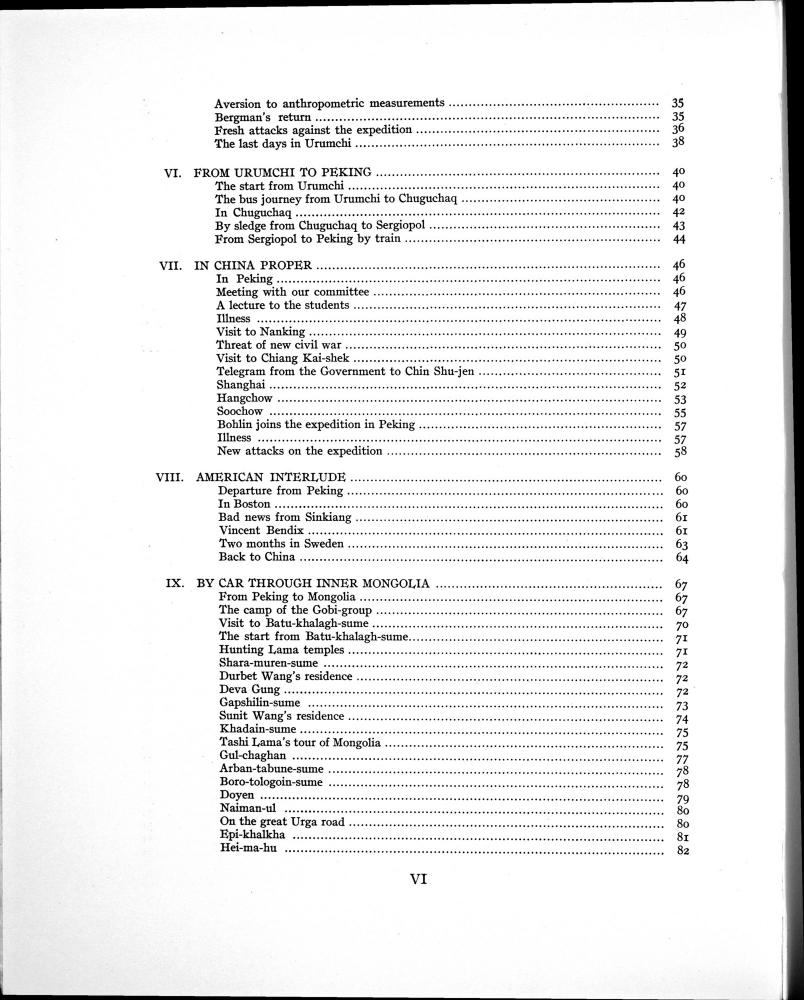 Aversion to anthropometric measurements ........ 35
Bergman's return ........ 35
Fresh attacks against the expedition ........ 36
The last days in Urumchi ........ 38
VI. FROM URUMCHI TO PEKING ........ 40
The start from Urumchi ........ 40
The bus journey from Urumchi to Chuguchaq ........ 40
In Chuguchaq ........ 42
By sledge from Chuguchaq to Sergiopol ........ 43
From Sergiopol to Peking by train ........ 44
VII. IN CHINA PROPER ........ 46
In Peking ........ 46
Meeting with our committee ........ 46
A lecture to the students ........ 47
Illness ........ 48
Visit to Nanking ........ 49
Threat of new civil war ........ 50
Visit to Chiang Kai-shek ........ 50
Telegram from the Government to Chin Shu-jen ........ 51
Shanghai ........ 52
Hangchow ........ 53
Soochow ........ 55
Bohlin joins the expedition in Peking ........ 57
Illness ........ 57
New attacks on the expedition ........ 58
VIII. AMERICAN INTERLUDE ........ 60
Departure from Peking ........ 60
In Boston ........ 60
Bad news from Sinkiang ........ 61
Vincent Bendix ........ 61
Two months in Sweden ........ 63
Back to China ........ 64
IX. BY CAR THROUGH INNER MONGOLIA ........ 67
From Peking to Mongolia ........ 67
The camp of the Gobi-group ........ 67
Visit to Batu-khalagh-sume ........ 70
The start from Batu-khalagh-sume ........ 71
Hunting Lama temples ........ 71
Shara-muren-sume ........ 72
Durbet Wang's residence ........ 72
Deva Gung ........ 72
Gapshilin-sume ........ 73
Sunit Wang's residence ........ 74
Khadain-sume ........ 75
Tashi Lama's tour of Mongolia ........ 75
Gul-chaghan ........ 77
Arban-tabune-sume ........ 78
Boro-tologoin-sume ........ 78
Doyen ........ 79
Naiman-ul ........ 80
On the great Urga road ........ 80
Epi-khalkha ........ 81
Hei-ma-hu ........ 82
VI